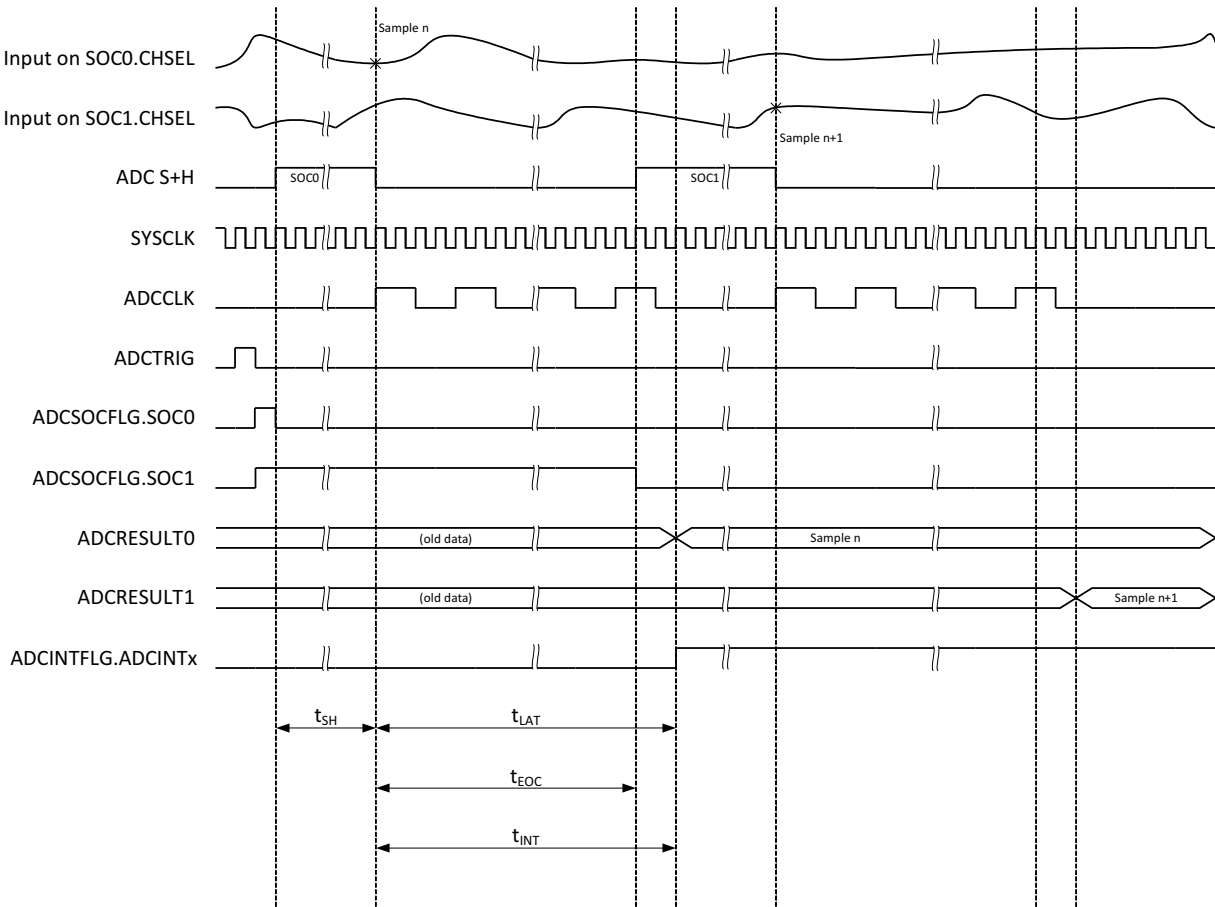 Sample n
Input on SOC0.CHSEL
Input on SOC1.CHSEL
Sample n+1
ADC S+H
SOC0
SOC1
SYSCLK
ADCCLK
ADCTRIG
ADCSOCFLG.SOC0
ADCSOCFLG.SOC1
ADCRESULT0
(old data)
Sample n
ADCRESULT1
(old data)
Sample n+1
ADCINTFLG.ADCINTx
tSH
tLAT
tEOC
tINT